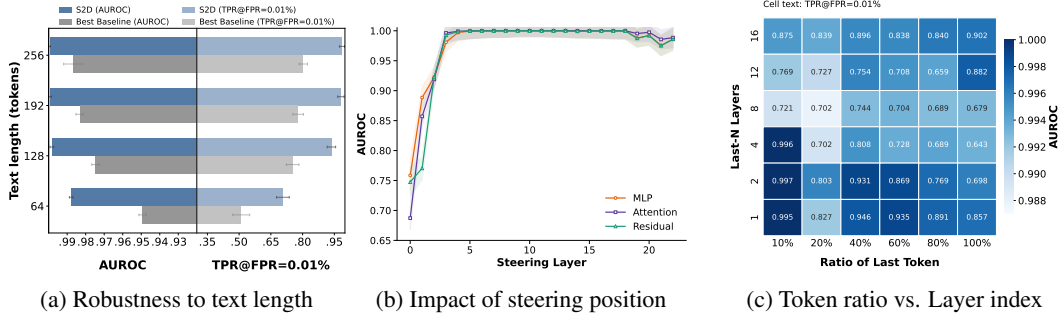 S2D (AUROC) S2D (TPR@FPR=0.01%)
Best Baseline (AUROC) Best Baseline (TPR@FPR=0.01%)
Text length (tokens)
256
192
128
64
.99 .98 .97 .96 .95 .94 .93 .35 .50 .65 .80 .95
AUROC TPR@FPR=0.01%
(a) Robustness to text length
AUROC
1.00
0.95
0.90
0.85
0.80
0.75
0.70
0.65
MLP
Attention
Residual
0 5 10 15 20
Steering Layer
(b) Impact of steering position
Cell text: TPR@FPR=0.01%
Last-N Layers
16 0.875 0.839 0.896 0.838 0.840 0.902
12 0.769 0.727 0.754 0.708 0.659 0.882
8 0.721 0.702 0.744 0.704 0.689 0.679
4 0.996 0.702 0.808 0.728 0.689 0.643
2 0.997 0.803 0.931 0.869 0.769 0.698
1 0.995 0.827 0.946 0.935 0.891 0.857
10% 20% 40% 60% 80% 100%
Ratio of Last Token
1.000
0.998
0.996
0.994
0.992
0.990
0.988
AUROC
(c) Token ratio vs. Layer index